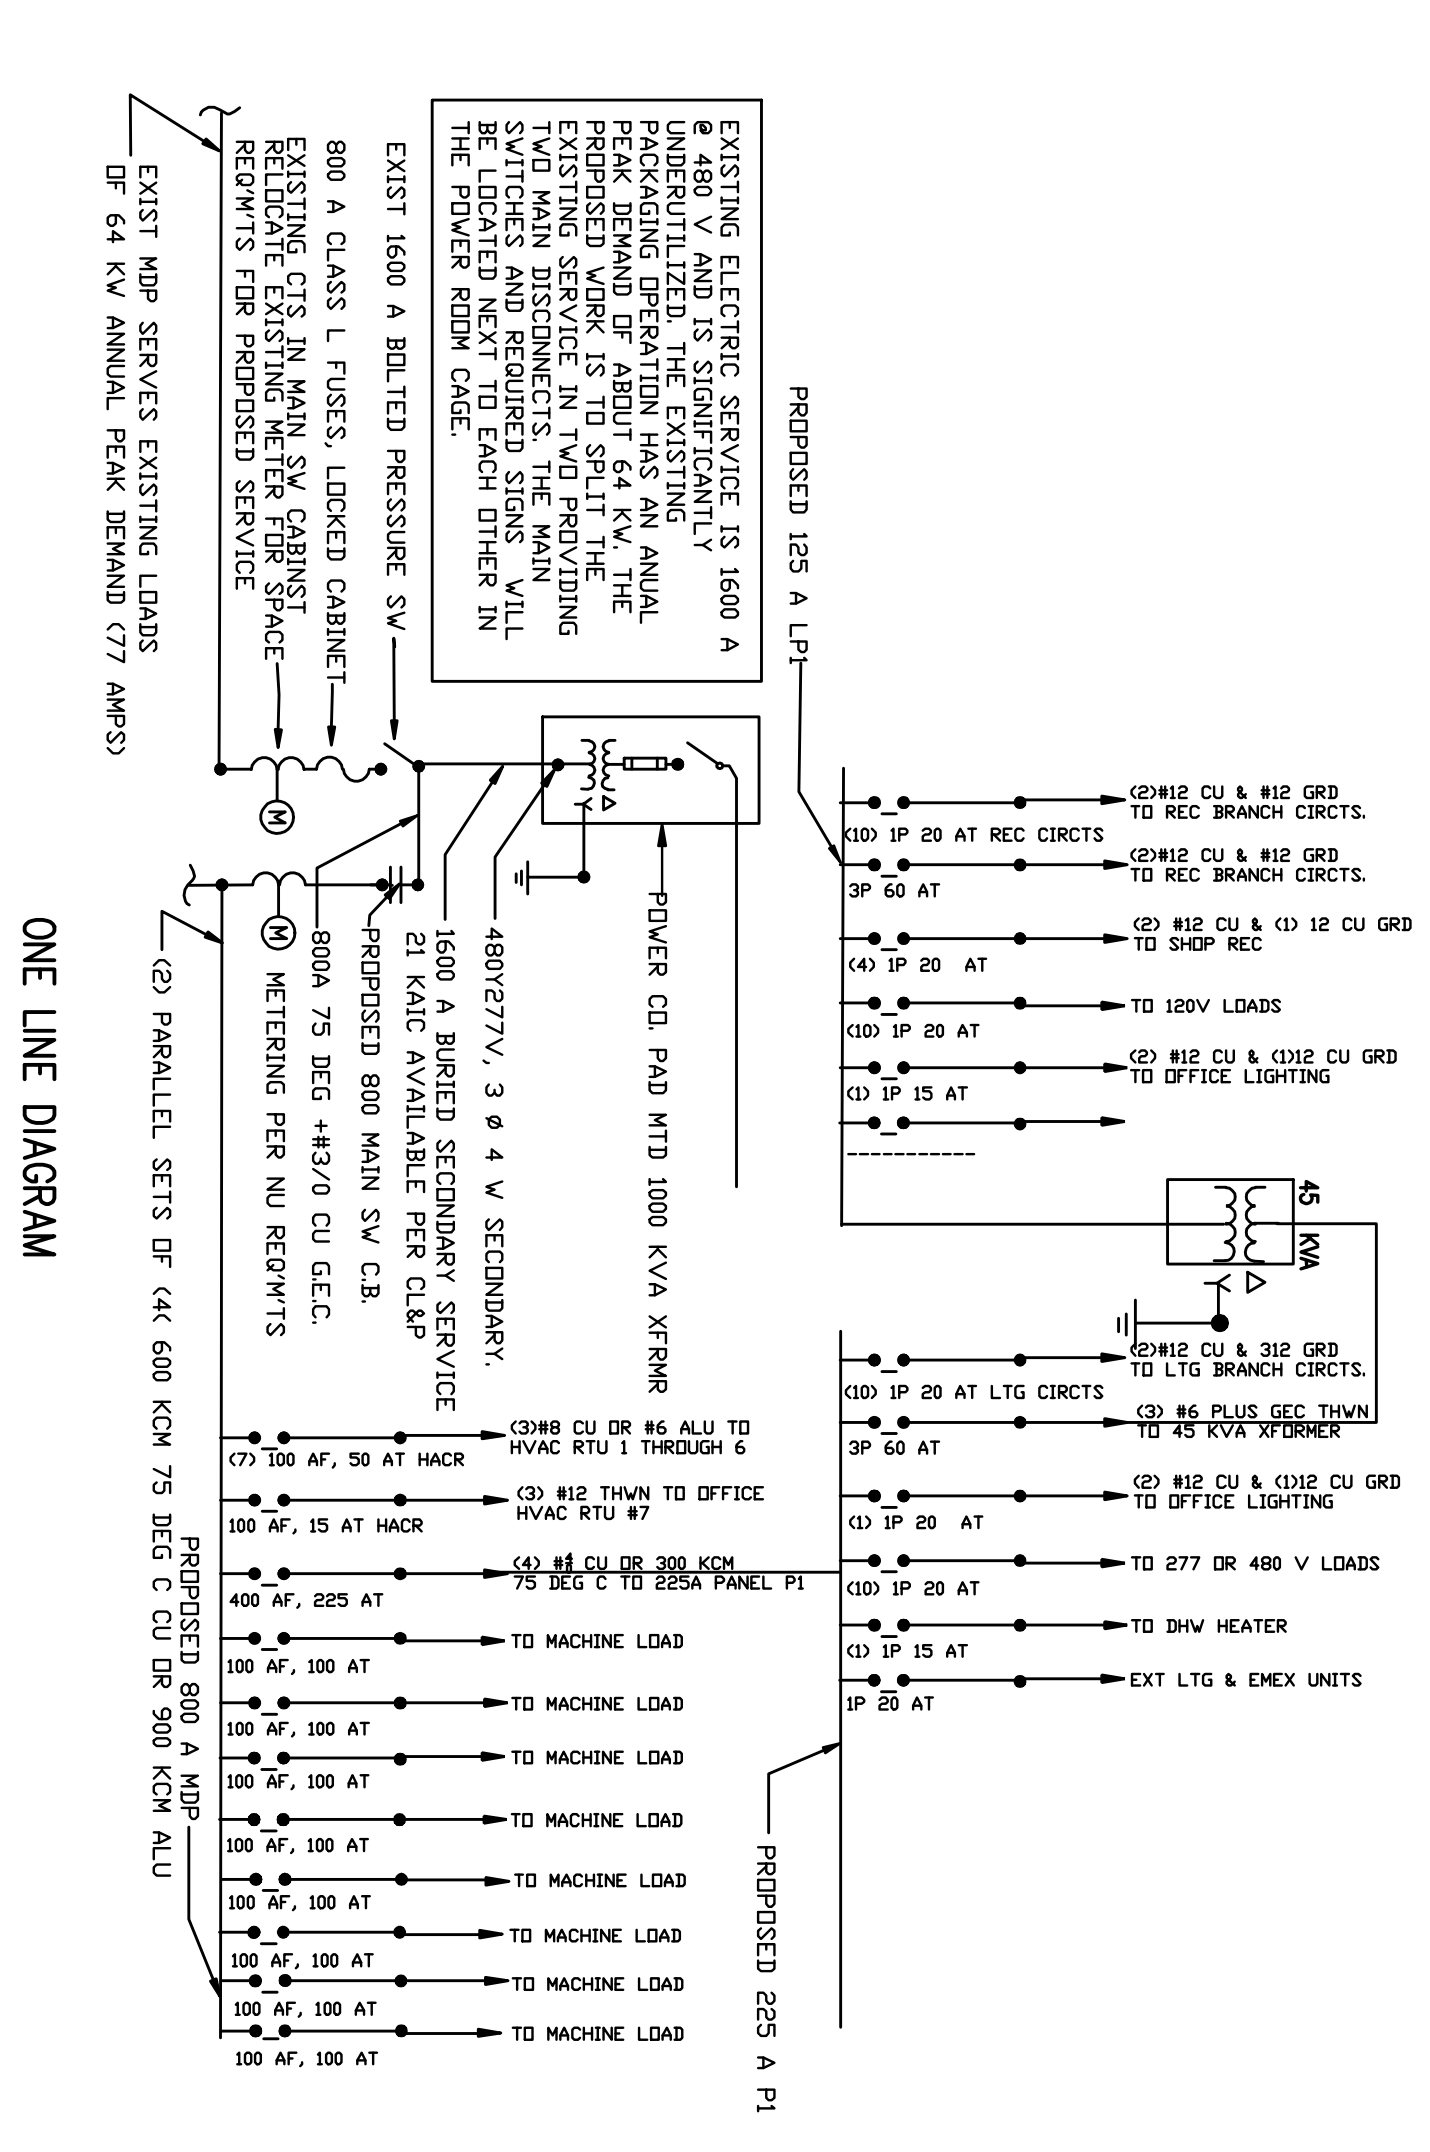 EXISTING ELECTRIC SERVICE IS 1600 A
@ 480 V AND IS SIGNIFICANTLY
UNDERUTILIZED. THE EXISTING
PACKAGING OPERATION HAS AN ANUAL
PEAK DEMAND OF ABOUT 64 KW. THE
PROPOSED WORK IS TO SPLIT THE
EXISTING SERVICE IN TWO PROVIDING
TWO MAIN DISCONNECTS. THE MAIN
SWITCHES AND REQUIRED SIGNS WILL
BE LOCATED NEXT TO EACH OTHER IN
THE POWER ROOM CAGE.
EXIST 1600 A BOLTED PRESSURE SW
800 A CLASS L FUSES, LOCKED CABINET
EXISTING CTS IN MAIN SW CABINST
RELOCATE EXISTING METER FOR SPACE
REQ'M'TS FOR PROPOSED SERVICE
EXIST MDP SERVES EXISTING LOADS
OF 64 KW ANNUAL PEAK DEMAND (77 AMPS)
M
M
PROPOSED 125 A LP1
(2)#12 CU & #12 GRD
TO REC BRANCH CIRCTS.
(10) 1P 20 AT REC CIRCTS
(2)#12 CU & #12 GRD
TO REC BRANCH CIRCTS.
3P 60 AT
(2) #12 CU & (1) 12 CU GRD
TO SHOP REC
(4) 1P 20 AT
TO 120V LOADS
(10) 1P 20 AT
(2) #12 CU & (1)12 CU GRD
TO OFFICE LIGHTING
(1) 1P 15 AT
45 KVA
POWER CO. PAD MTD 1000 KVA XFRMR
480Y277V, 3 Ø 4 W SECONDARY.
1600 A BURIED SECONDARY SERVICE
21 KAIC AVAILABLE PER CL&P
PROPOSED 800 MAIN SW C.B.
800A 75 DEG +#3/0 CU G.E.C.
METERING PER NU REQ'M'TS
(2) PARALLEL SETS OF (4( 600 KCM 75 DEG C CU OR 900 KCM ALU
PROPOSED 800 A MDP
(2)#12 CU & 312 GRD
TO LTG BRANCH CIRCTS.
(10) 1P 20 AT LTG CIRCTS
(3) #6 PLUS GEC THWN
TO 45 KVA XFORMER
3P 60 AT
(2) #12 CU & (1)12 CU GRD
TO OFFICE LIGHTING
(1) 1P 20 AT
TO 277 OR 480 V LOADS
(10) 1P 20 AT
TO DHW HEATER
(1) 1P 15 AT
EXT LTG & EMEX UNITS
1P 20 AT
PROPOSED 225 A P1
(3)#8 CU OR #6 ALU TO
HVAC RTU 1 THROUGH 6
(7) 100 AF, 50 AT HACR
(3) #12 THWN TO OFFICE
HVAC RTU #7
100 AF, 15 AT HACR
(4) CU OR 300 KCM
75 DEG C TO 225A PANEL P1
400 AF, 225 AT
TO MACHINE LOAD
100 AF, 100 AT
TO MACHINE LOAD
100 AF, 100 AT
TO MACHINE LOAD
100 AF, 100 AT
TO MACHINE LOAD
100 AF, 100 AT
TO MACHINE LOAD
100 AF, 100 AT
TO MACHINE LOAD
100 AF, 100 AT
TO MACHINE LOAD
100 AF, 100 AT
TO MACHINE LOAD
100 AF, 100 AT
ONE LINE DIAGRAM